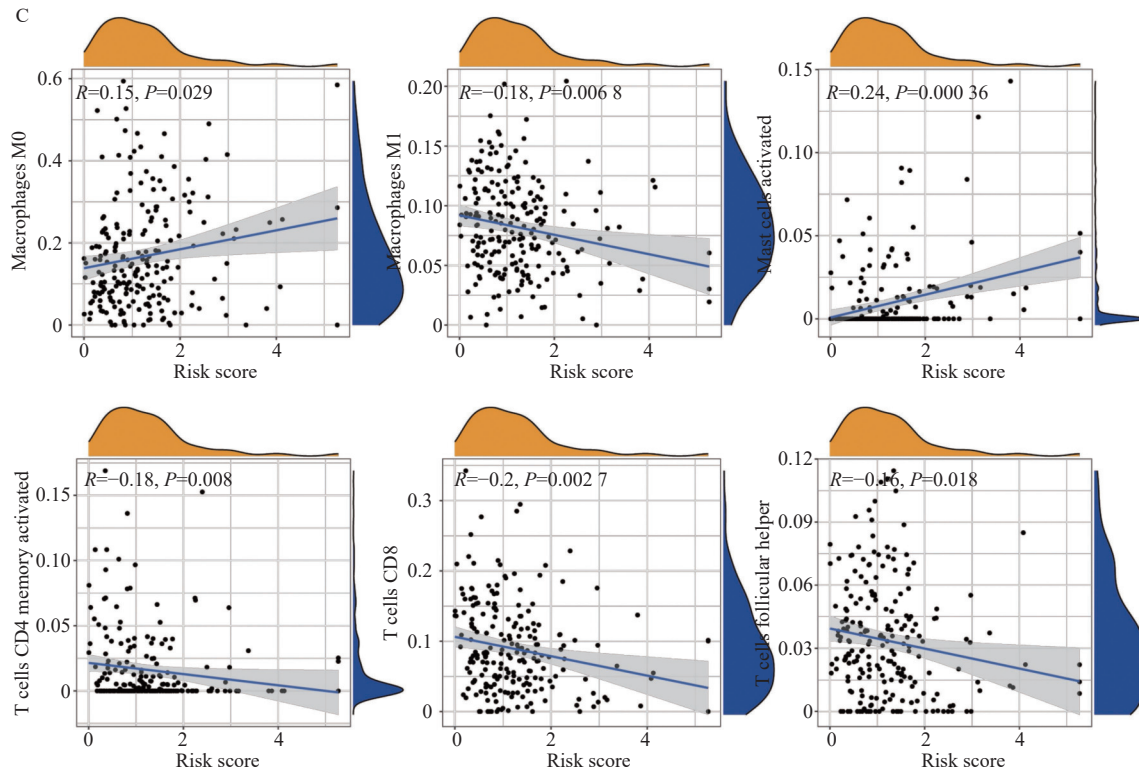 C
R=0.15, P=0.029
Macrophages M0
0.6
0.4
0.2
0
0 2 4
Risk score
R=−0.18, P=0.006 8
Macrophages M1
0.20
0.15
0.10
0.05
0
0 2 4
Risk score
R=0.24, P=0.000 36
Mast cells activated
0.15
0.10
0.05
0
0 2 4
Risk score
R=−0.18, P=0.008
T cells CD4 memory activated
0.15
0.10
0.05
0
0 2 4
Risk score
R=−0.2, P=0.002 7
T cells CD8
0.3
0.2
0.1
0
0 2 4
Risk score
R=−0.16, P=0.018
T cells follicular helper
0.12
0.09
0.06
0.03
0
0 2 4
Risk score